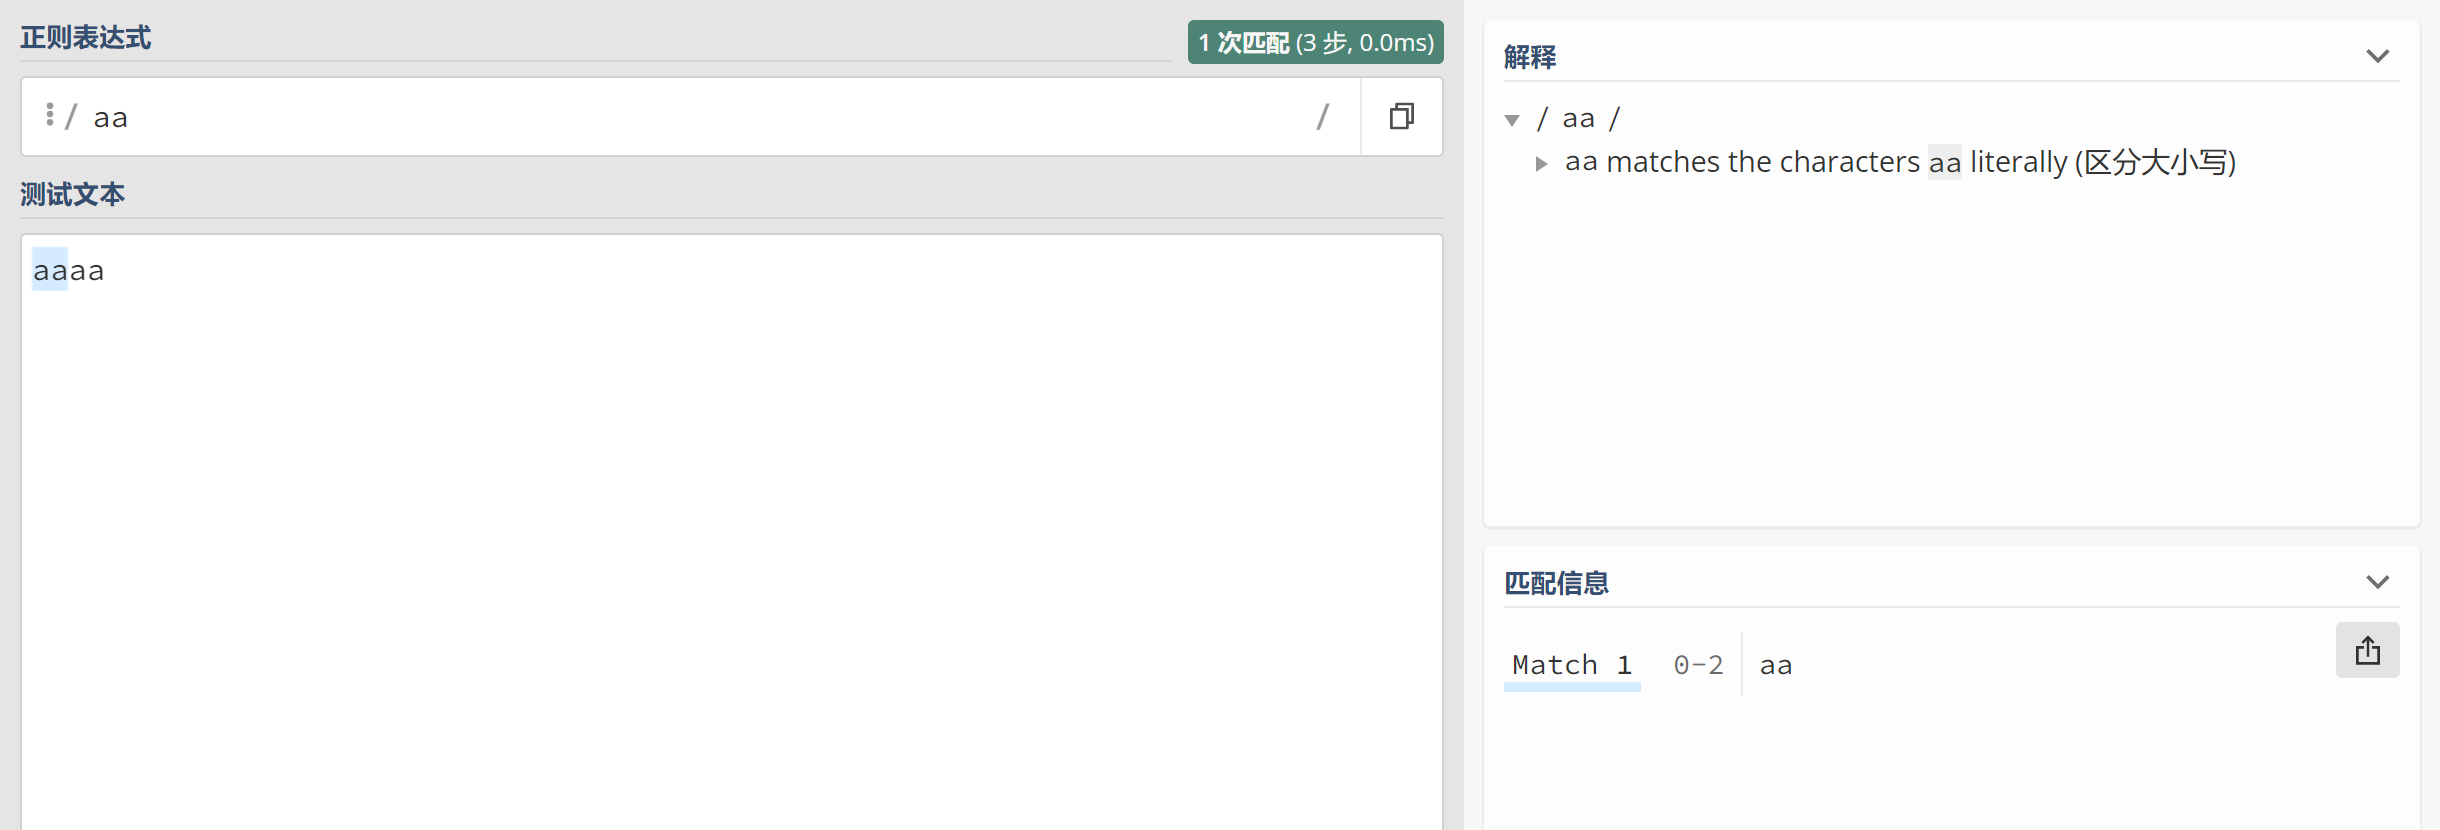 正则表达式
1 次匹配 (3 步, 0.0ms)
/ aa /
测试文本
aaaa
解释
/ aa /
aa matches the characters aa literally (区分大小写)
匹配信息
Match 1 0-2 aa